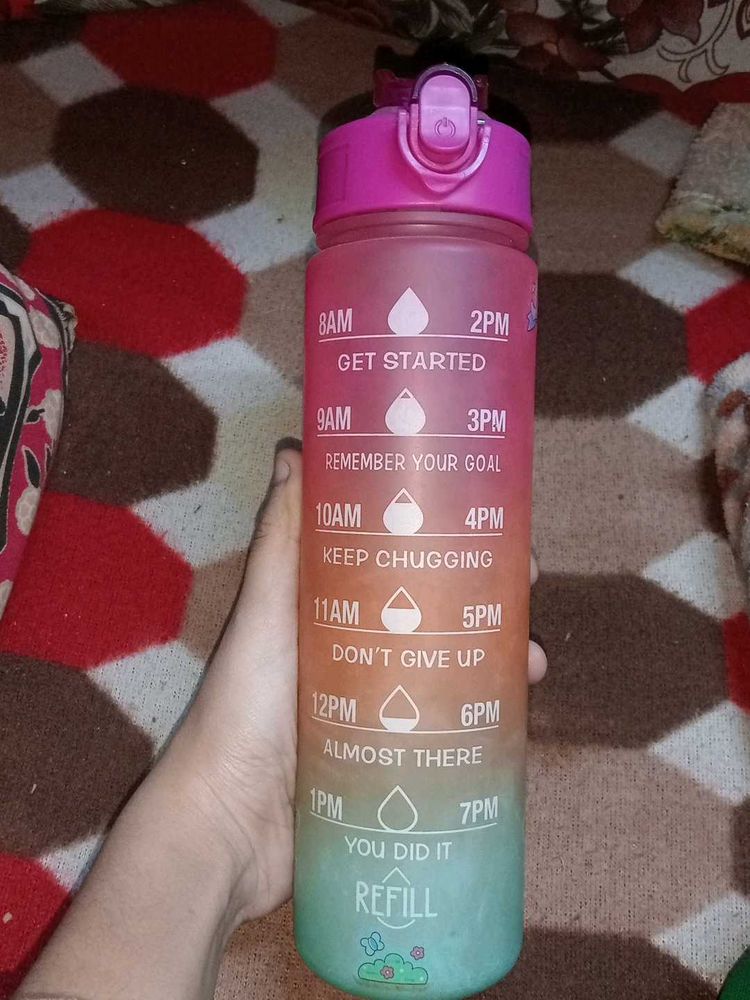 8AM 2PM
GET STARTED
9AM 3PM
REMEMBER YOUR GOAL
10AM 4PM
KEEP CHUGGING
11AM 5PM
DON'T GIVE UP
12PM 6PM
ALMOST THERE
1PM 7PM
YOU DID IT
REFILL